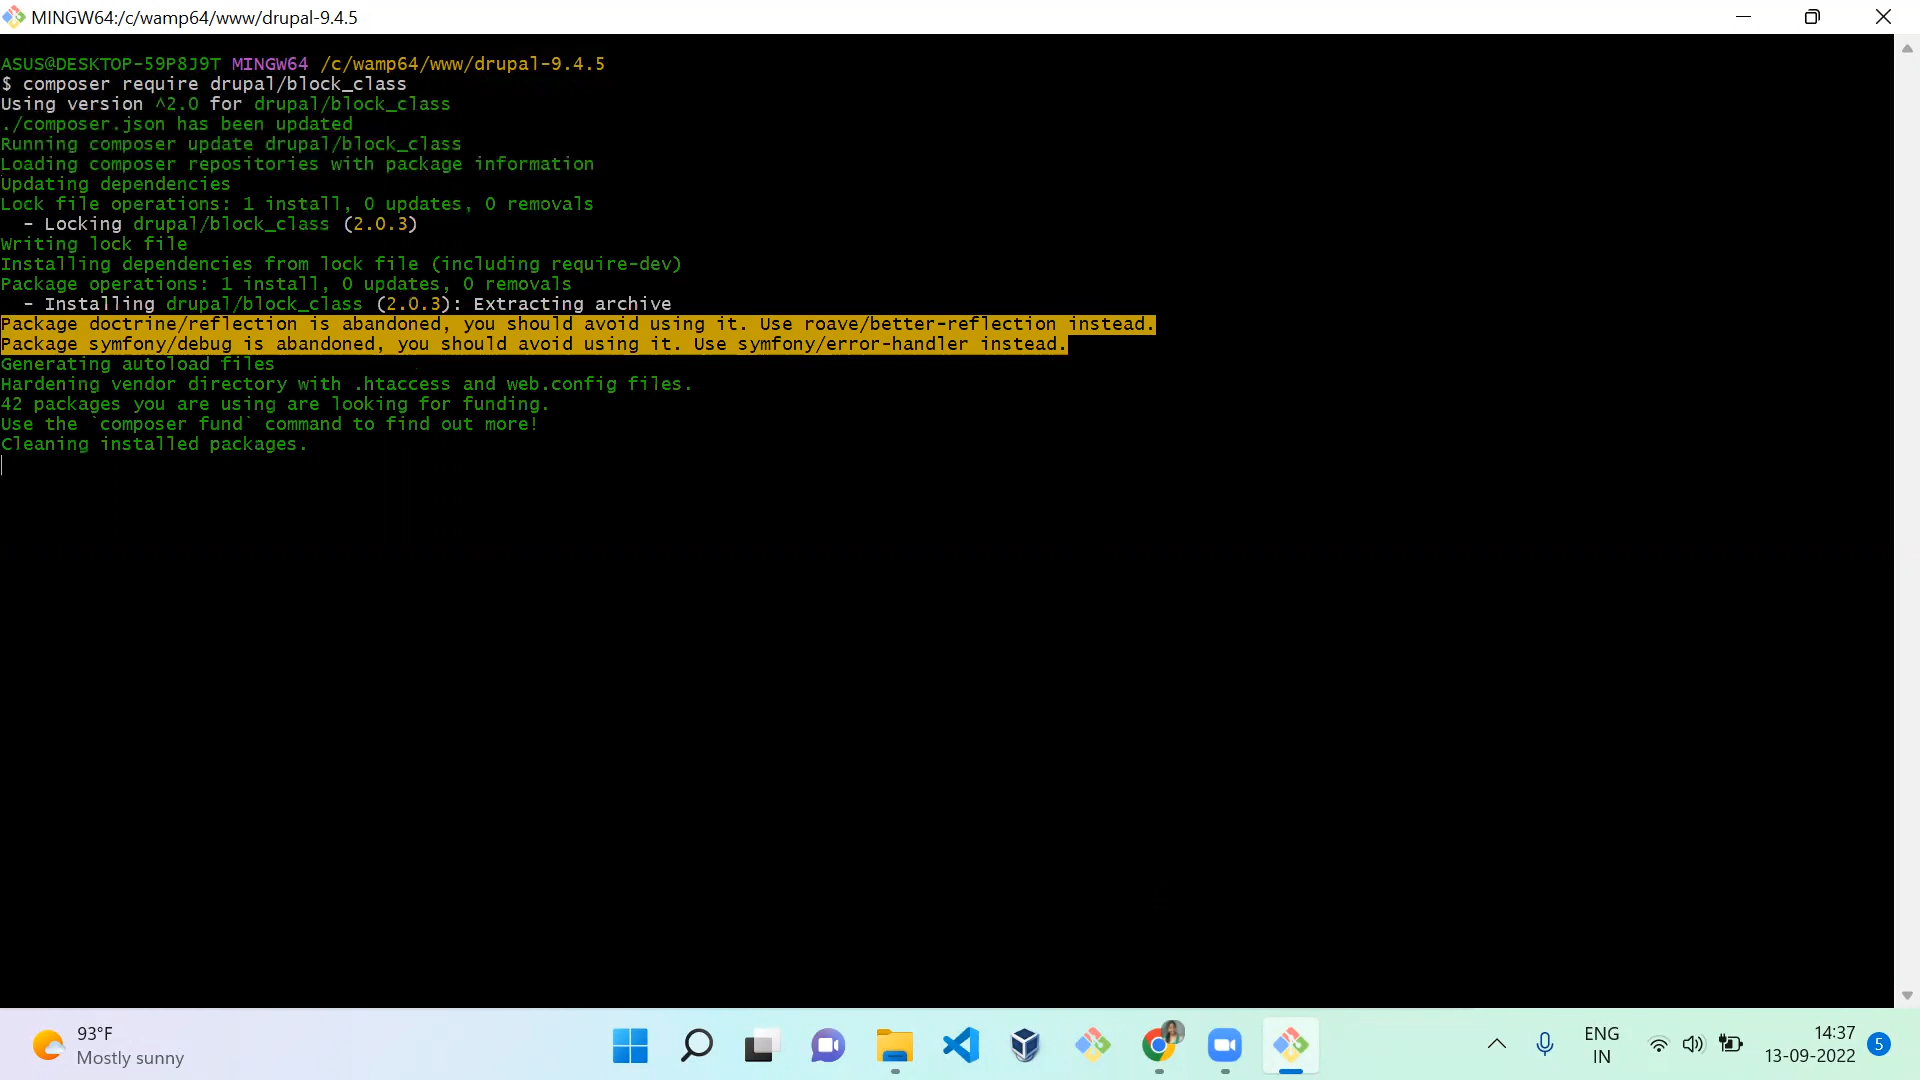 MINGW64:/c/wamp64/www/drupal-9.4.5
ASUS@DESKTOP-59P8J9T MINGW64 /c/wamp64/www/drupal-9.4.5
$ composer require drupal/block_class
Using version ^2.0 for drupal/block_class
./composer.json has been updated
Running composer update drupal/block_class
Loading composer repositories with package information
Updating dependencies
Lock file operations: 1 install, 0 updates, 0 removals
  - Locking drupal/block_class (2.0.3)
Writing lock file
Installing dependencies from lock file (including require-dev)
Package operations: 1 install, 0 updates, 0 removals
  - Installing drupal/block_class (2.0.3): Extracting archive
Package doctrine/reflection is abandoned, you should avoid using it. Use roave/better-reflection instead.
Package symfony/debug is abandoned, you should avoid using it. Use symfony/error-handler instead.
Generating autoload files
Hardening vendor directory with .htaccess and web.config files.
42 packages you are using are looking for funding.
Use the `composer fund` command to find out more!
Cleaning installed packages.
93°F
Mostly sunny
ENG
IN
14:37
13-09-2022
5